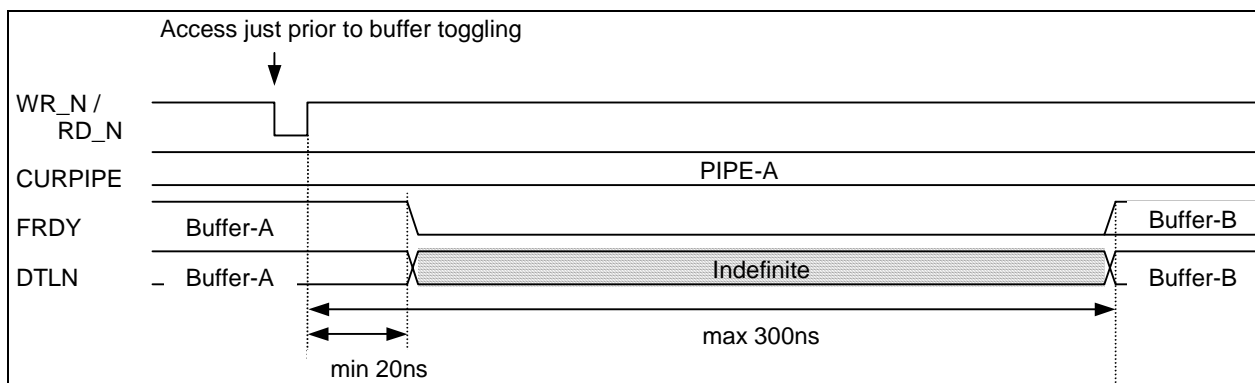 Access just prior to buffer toggling
WR_N /
RD_N
CURPIPE
PIPE-A
FRDY
Buffer-A
Buffer-B
DTLN
Buffer-A
Indefinite
Buffer-B
max 300ns
min 20ns